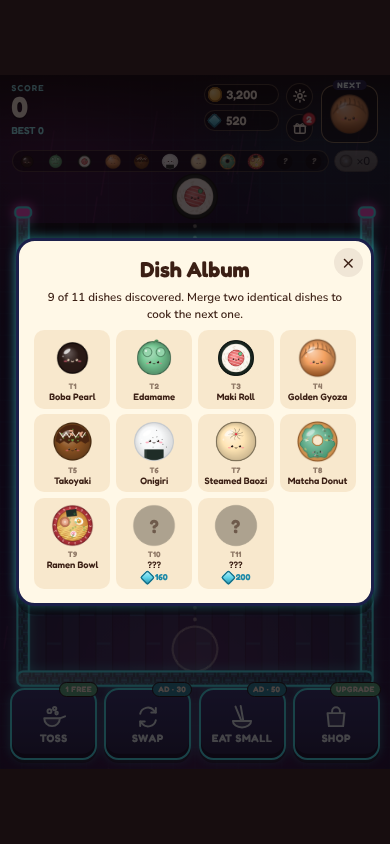 SCORE
0
BEST 0
3,200
520
2
NEXT
? ?
×0
Dish Album
9 of 11 dishes discovered. Merge two identical dishes to
cook the next one.
T1
Boba Pearl
T2
Edamame
T3
Maki Roll
T4
Golden Gyoza
T5
Takoyaki
T6
Onigiri
T7
Steamed Baozi
T8
Matcha Donut
T9
Ramen Bowl
?
T10
???
160
?
T11
???
200
1 FREE
TOSS
AD · 30
SWAP
AD · 50
EAT SMALL
UPGRADE
SHOP